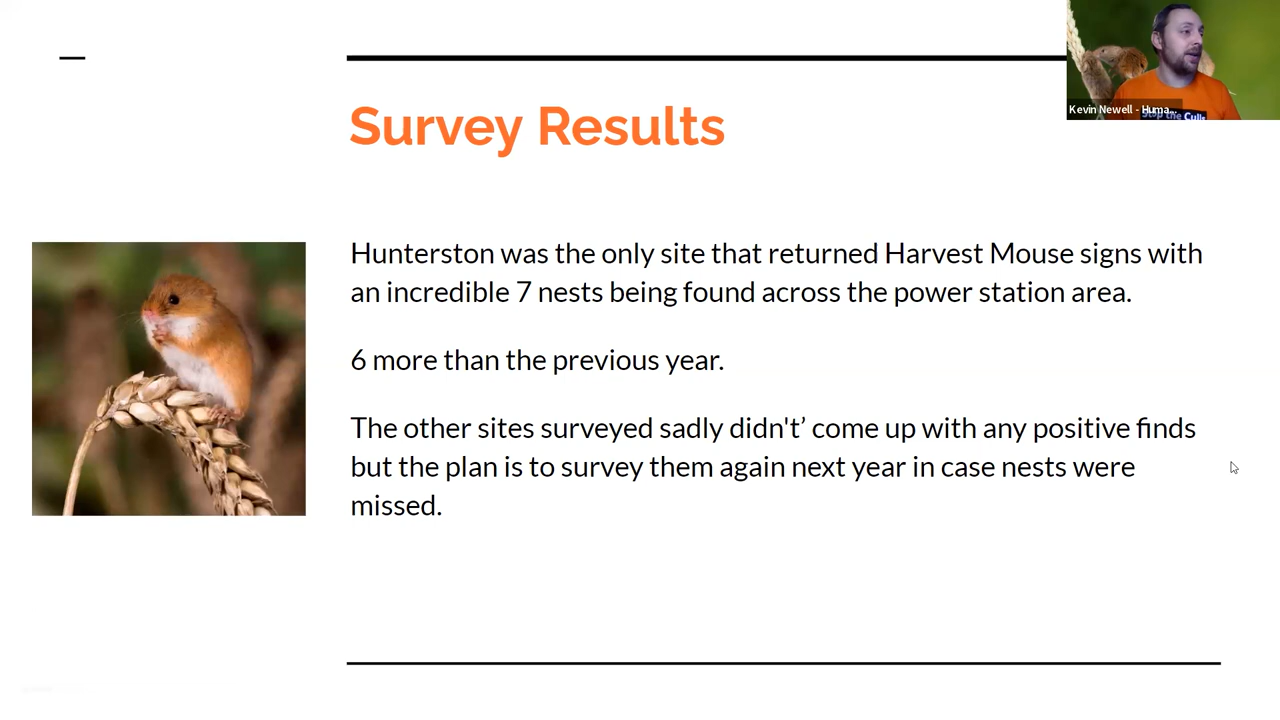 Kevin Newell - Huma...
Stop the Culls
Survey Results
Hunterston was the only site that returned Harvest Mouse signs with
an incredible 7 nests being found across the power station area.
6 more than the previous year.
The other sites surveyed sadly didn't’ come up with any positive finds
but the plan is to survey them again next year in case nests were
missed.